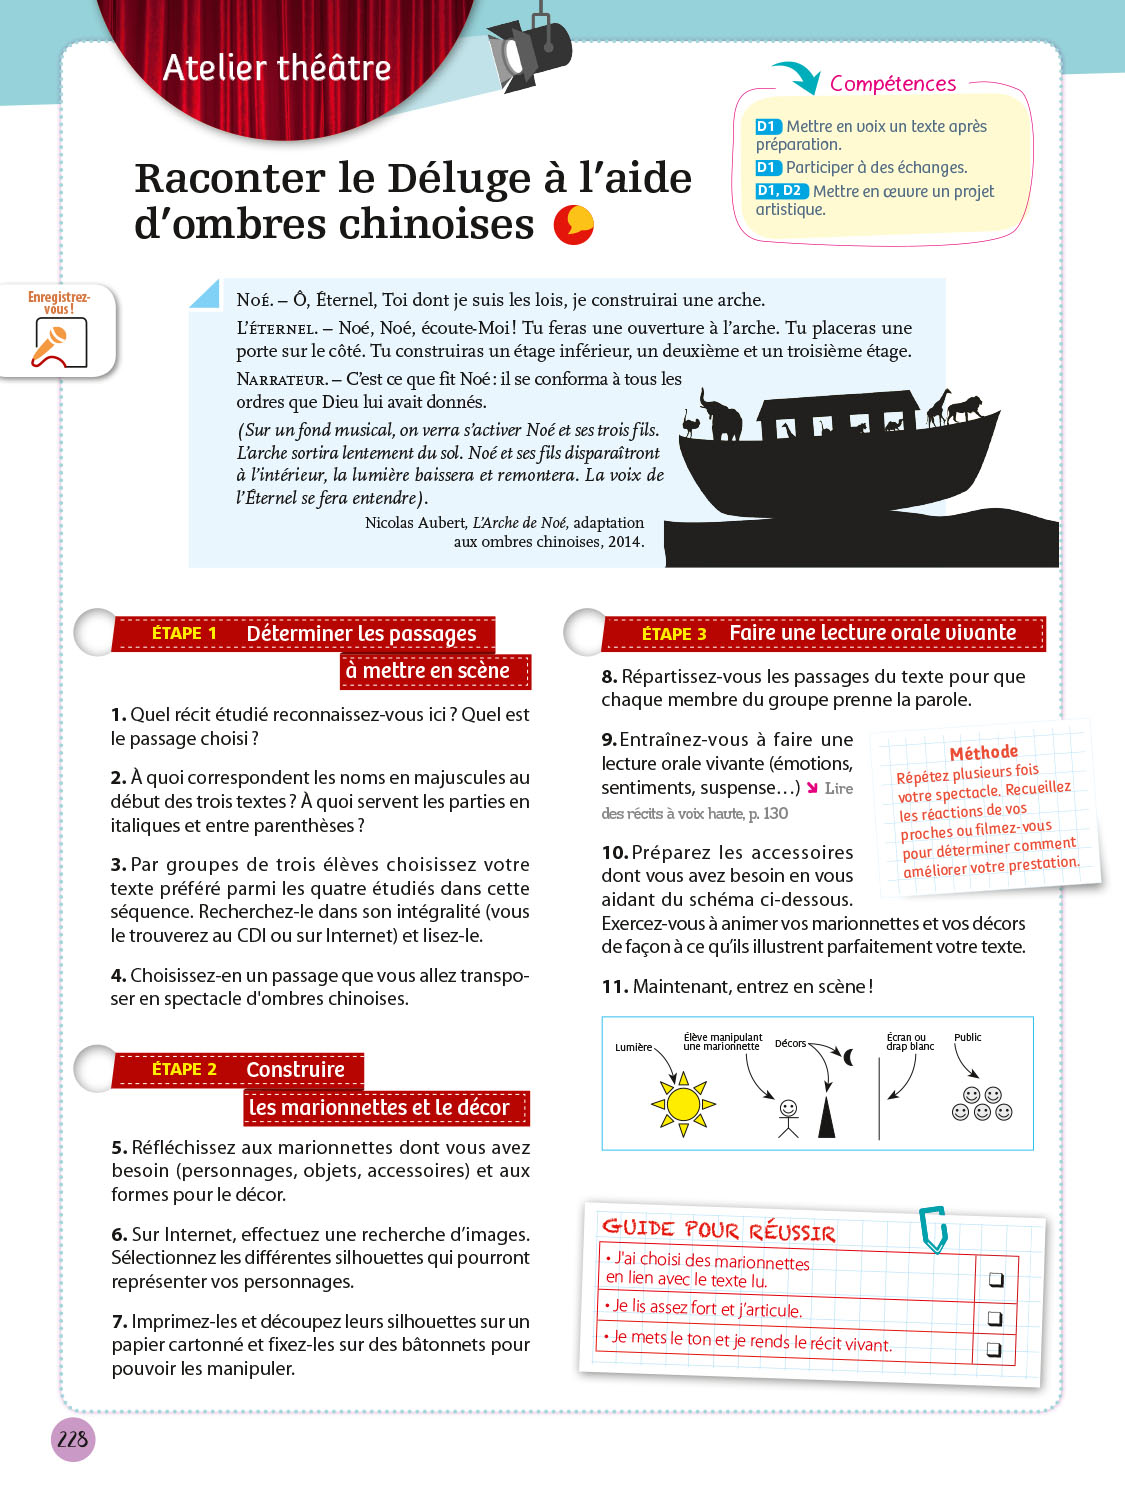 Atelier théâtre
Compétences
D1 Mettre en voix un texte après
préparation.
D1 Participer à des échanges.
D1, D2 Mettre en œuvre un projet
artistique.
Raconter le Déluge à l'aide
d'ombres chinoises
Enregistrez-
vous !
NOÉ. – Ô, Éternel, Toi dont je suis les lois, je construirai une arche.
L'ÉTERNEL. – Noé, Noé, écoute-Moi ! Tu feras une ouverture à l'arche. Tu placeras une
porte sur le côté. Tu construiras un étage inférieur, un deuxième et un troisième étage.
NARRATEUR. – C'est ce que fit Noé : il se conforma à tous les
ordres que Dieu lui avait donnés.
(Sur un fond musical, on verra s'activer Noé et ses trois fils.
L'arche sortira lentement du sol. Noé et ses fils disparaîtront
à l'intérieur, la lumière baissera et remontera. La voix de
l'Éternel se fera entendre).
Nicolas Aubert, L'Arche de Noé, adaptation
aux ombres chinoises, 2014.
ÉTAPE 1 Déterminer les passages
à mettre en scène
1. Quel récit étudié reconnaissez-vous ici ? Quel est
le passage choisi ?
2. À quoi correspondent les noms en majuscules au
début des trois textes ? À quoi servent les parties en
italiques et entre parenthèses ?
3. Par groupes de trois élèves choisissez votre
texte préféré parmi les quatre étudiés dans cette
séquence. Recherchez-le dans son intégralité (vous
le trouverez au CDI ou sur Internet) et lisez-le.
4. Choisissez-en un passage que vous allez transpo-
ser en spectacle d'ombres chinoises.
ÉTAPE 2 Construire
les marionnettes et le décor
5. Réfléchissez aux marionnettes dont vous avez
besoin (personnages, objets, accessoires) et aux
formes pour le décor.
6. Sur Internet, effectuez une recherche d'images.
Sélectionnez les différentes silhouettes qui pourront
représenter vos personnages.
7. Imprimez-les et découpez leurs silhouettes sur un
papier cartonné et fixez-les sur des bâtonnets pour
pouvoir les manipuler.
ÉTAPE 3 Faire une lecture orale vivante
8. Répartissez-vous les passages du texte pour que
chaque membre du groupe prenne la parole.
9. Entraînez-vous à faire une
lecture orale vivante (émotions,
sentiments, suspense…) ➘ Lire
des récits à voix haute, p. 130
10. Préparez les accessoires
dont vous avez besoin en vous
aidant du schéma ci-dessous.
Exercez-vous à animer vos marionnettes et vos décors
de façon à ce qu'ils illustrent parfaitement votre texte.
11. Maintenant, entrez en scène !
Méthode
Répétez plusieurs fois
votre spectacle. Recueillez
les réactions de vos
proches ou filmez-vous
pour déterminer comment
améliorer votre prestation.
Lumière
Élève manipulant
une marionnette
Décors
Écran ou
drap blanc
Public
GUIDE POUR RÉUSSIR
• J'ai choisi des marionnettes
en lien avec le texte lu.
• Je lis assez fort et j'articule.
• Je mets le ton et je rends le récit vivant.
228